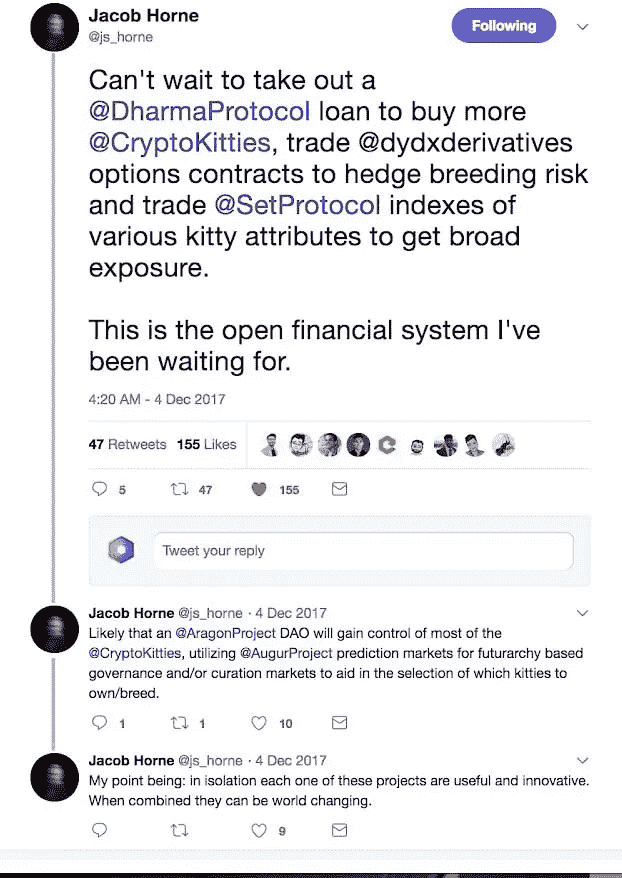 Jacob Horne
@js_horne
Following
Can't wait to take out a
@DharmaProtocol loan to buy more
@CryptoKitties, trade @dydxderivatives
options contracts to hedge breeding risk
and trade @SetProtocol indexes of
various kitty attributes to get broad
exposure.
This is the open financial system I've
been waiting for.
4:20 AM - 4 Dec 2017
47 Retweets 155 Likes
5 47 155
Tweet your reply
Jacob Horne @js_horne · 4 Dec 2017
Likely that an @AragonProject DAO will gain control of most of the
@CryptoKitties, utilizing @AugurProject prediction markets for futurarchy based
governance and/or curation markets to aid in the selection of which kitties to
own/breed.
1 1 10
Jacob Horne @js_horne · 4 Dec 2017
My point being: in isolation each one of these projects are useful and innovative.
When combined they can be world changing.
9